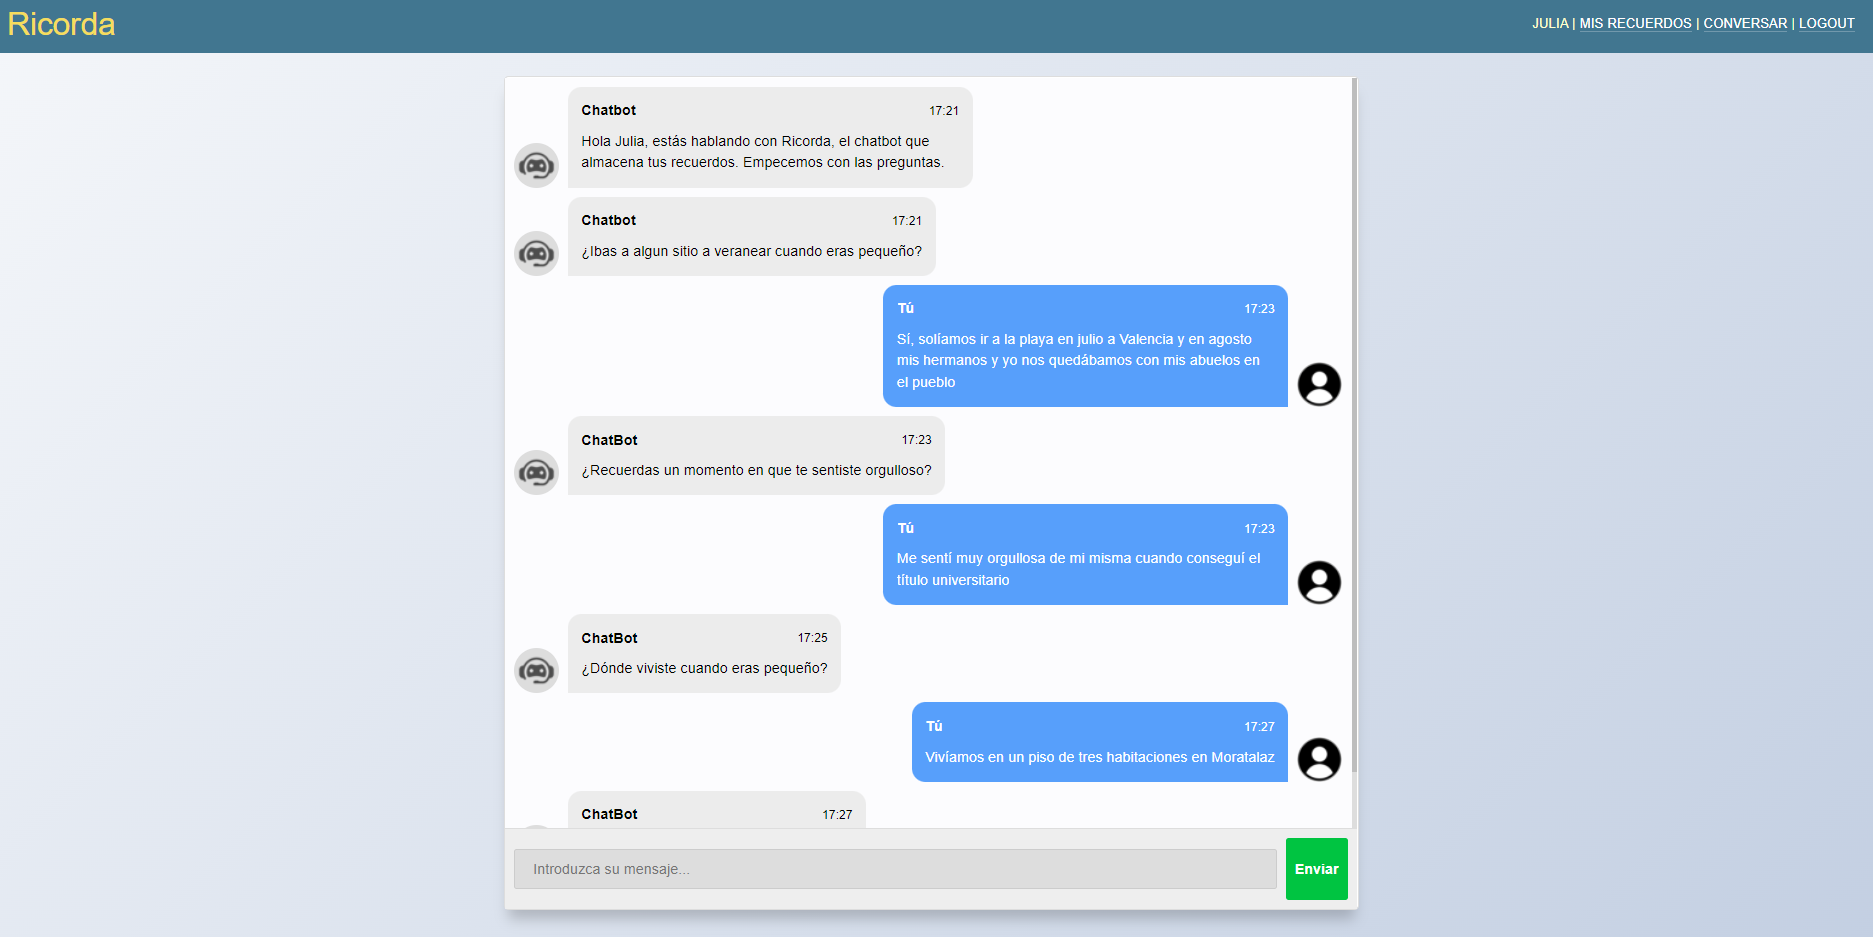 Ricorda
JULIA | MIS RECUERDOS | CONVERSAR | LOGOUT
Chatbot 17:21
Hola Julia, estás hablando con Ricorda, el chatbot que
almacena tus recuerdos. Empecemos con las preguntas.
Chatbot 17:21
¿Ibas a algun sitio a veranear cuando eras pequeño?
Tú 17:23
Sí, solíamos ir a la playa en julio a Valencia y en agosto
mis hermanos y yo nos quedábamos con mis abuelos en
el pueblo
ChatBot 17:23
¿Recuerdas un momento en que te sentiste orgulloso?
Tú 17:23
Me sentí muy orgullosa de mi misma cuando conseguí el
título universitario
ChatBot 17:25
¿Dónde viviste cuando eras pequeño?
Tú 17:27
Vivíamos en un piso de tres habitaciones en Moratalaz
ChatBot 17:27
Introduzca su mensaje...
Enviar